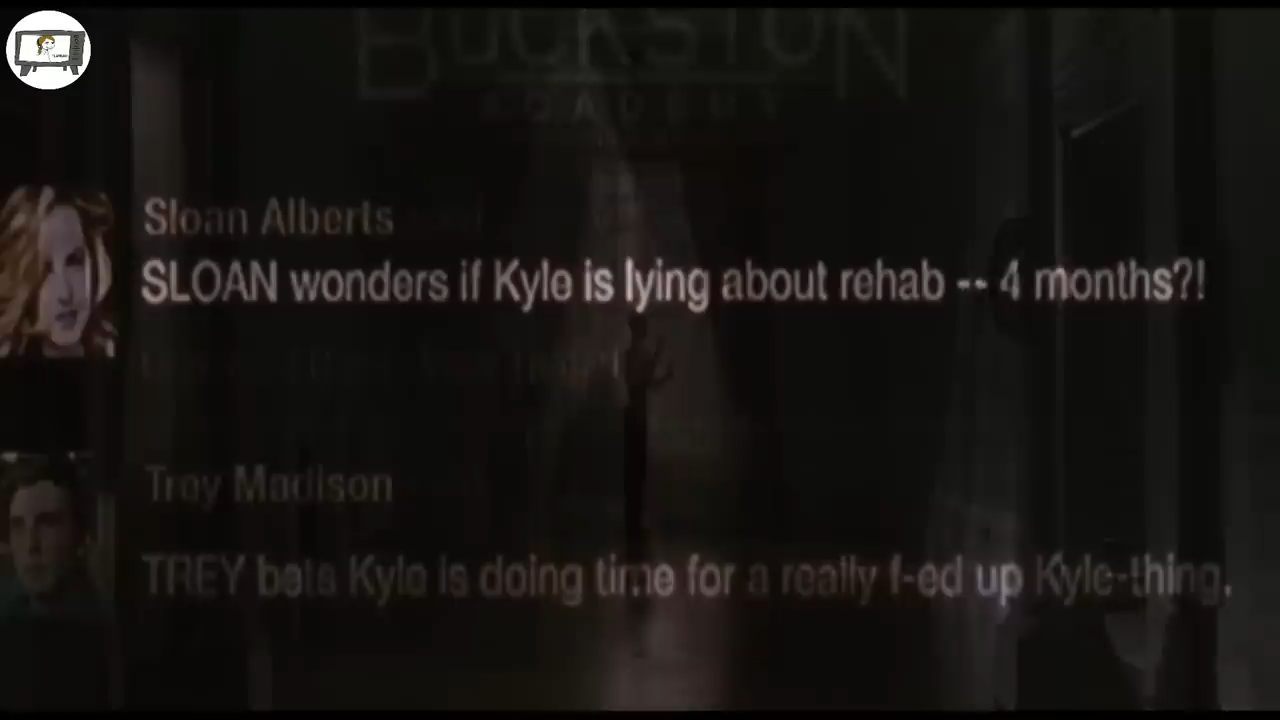 BUCKSTON
ACADEMY
Sloan Alberts
SLOAN wonders if Kyle is lying about rehab -- 4 months?!
Trey Madison
TREY bets Kyle is doing time for a really f-ed up Kyle-thing.